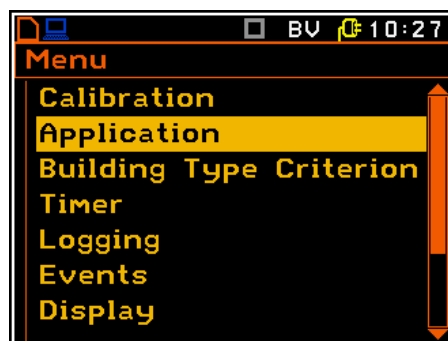 BV 10:27
Menu
Calibration
Application
Building Type Criterion
Timer
Logging
Events
Display